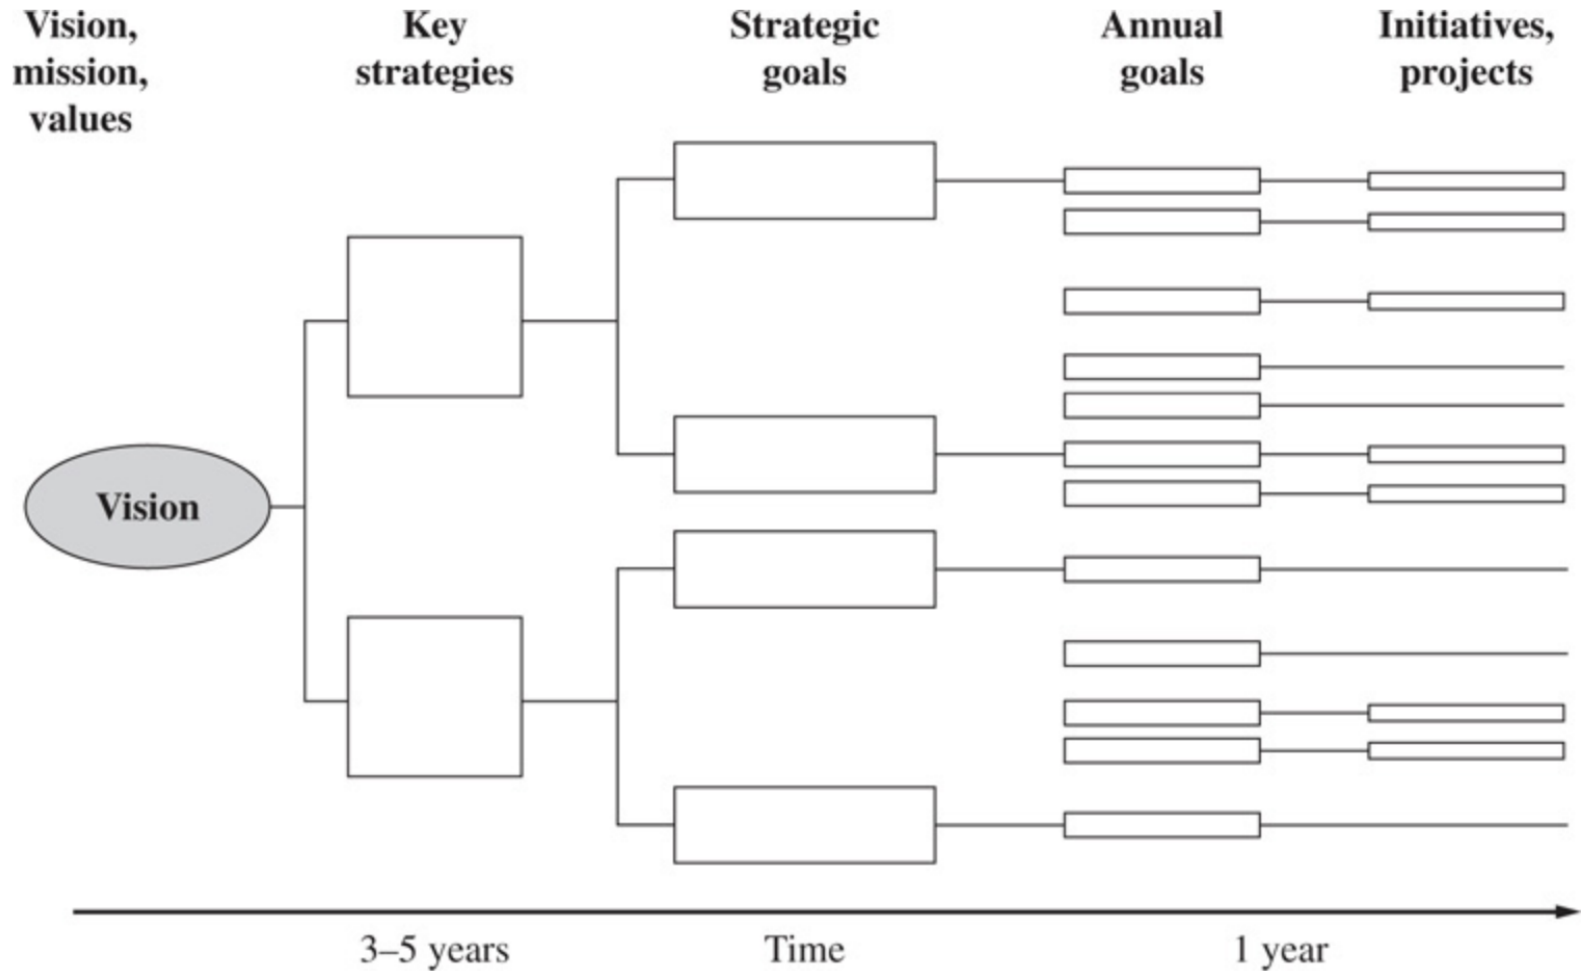 Vision,
mission,
values
Key
strategies
Strategic
goals
Annual
goals
Initiatives,
projects
Vision
3–5 years
Time
1 year